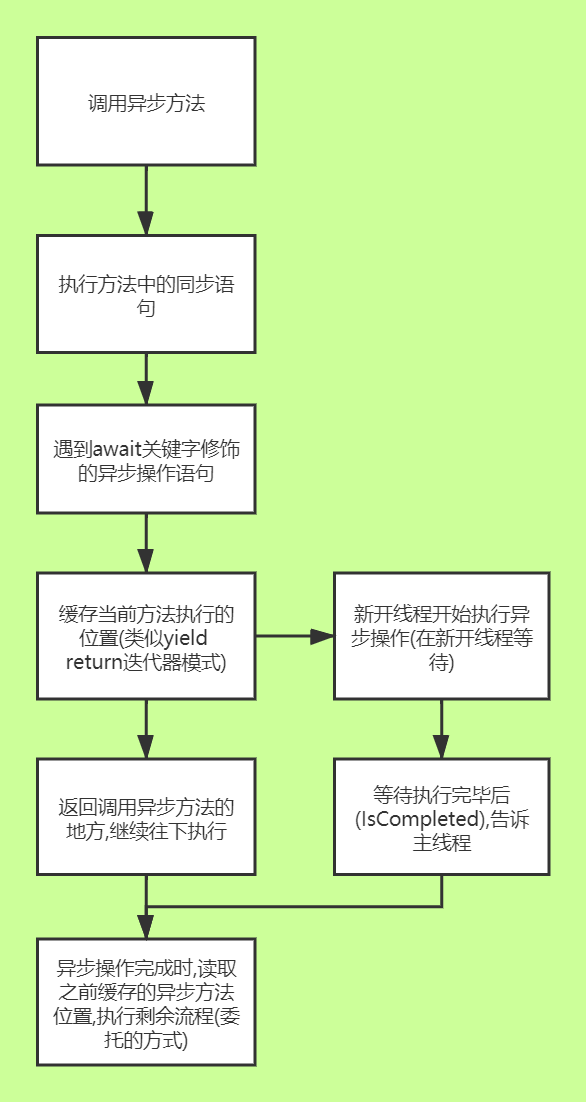 调用异步方法
执行方法中的同步语
句
遇到await关键字修饰
的异步操作语句
缓存当前方法执行的
位置(类似yield
return迭代器模式)
新开线程开始执行异
步操作(在新开线程等
待)
返回调用异步方法的
地方,继续往下执行
等待执行完毕后
(IsCompleted),告诉
主线程
异步操作完成时,读取
之前缓存的异步方法
位置,执行剩余流程(委
托的方式)